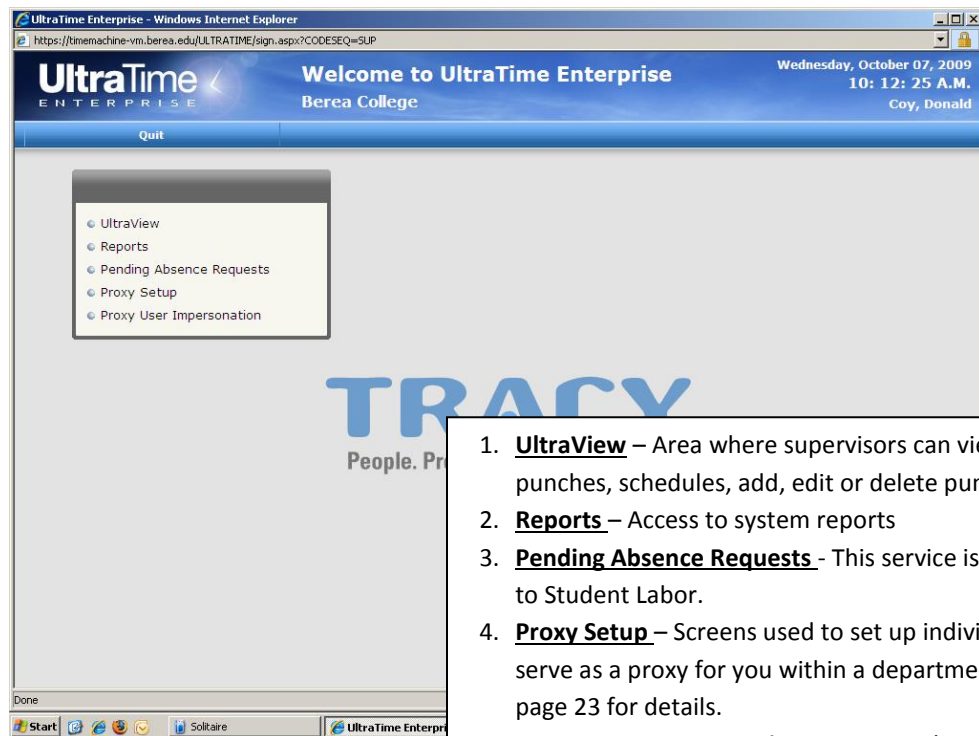 UltraTime Enterprise - Windows Internet Explorer
https://timemachine-vm.berea.edu/ULTRATIME/sign.aspx?CODESEQ=SUP
UltraTime
ENTERPRISE
Welcome to UltraTime Enterprise
Berea College
Wednesday, October 07, 2009
10: 12: 25 A.M.
Coy, Donald
Quit
UltraView
Reports
Pending Absence Requests
Proxy Setup
Proxy User Impersonation
TRACY
People. Pr
1. UltraView – Area where supervisors can vi
punches, schedules, add, edit or delete pu
2. Reports – Access to system reports
3. Pending Absence Requests - This service is
to Student Labor.
4. Proxy Setup – Screens used to set up indivi
serve as a proxy for you within a departme
page 23 for details.
Done
Start
Solitaire
UltraTime Enterpri